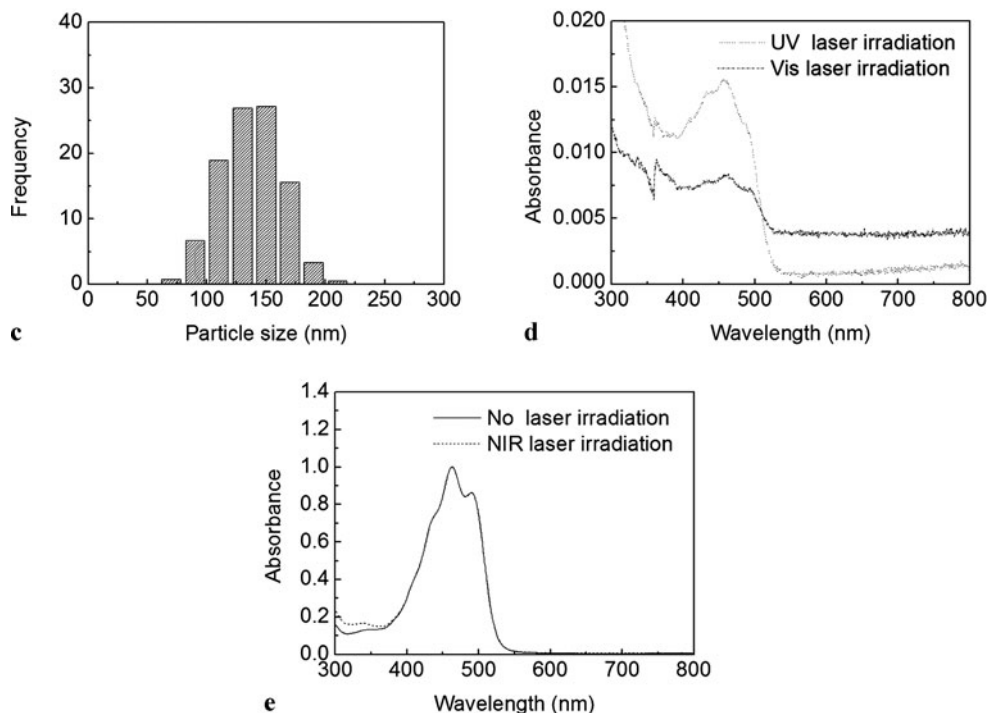 40
30
20
10
0
Frequency
0 50 100 150 200 250 300
Particle size (nm)
c
0.020
0.015
0.010
0.005
0.000
Absorbance
UV laser irradiation
Vis laser irradiation
300 400 500 600 700 800
Wavelength (nm)
d
1.4
1.2
1.0
0.8
0.6
0.4
0.2
0.0
Absorbance
No laser irradiation
NIR laser irradiation
300 400 500 600 700 800
Wavelength (nm)
e